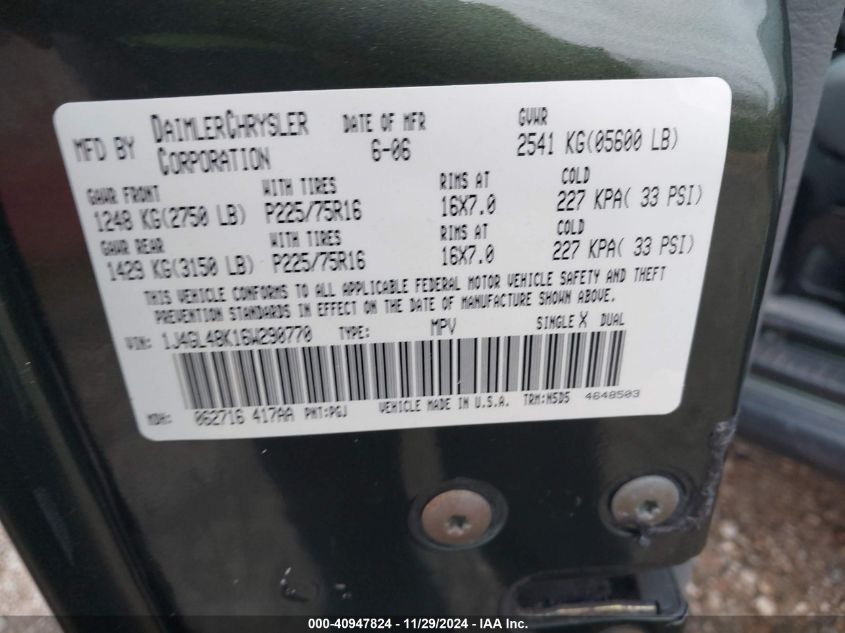 MFD BY DAIMLERCHRYSLER CORPORATION DATE OF MFR 6-06 GVWR 2541 KG(05600 LB)
GAWR FRONT WITH TIRES RIMS AT COLD
1248 KG(2750 LB) P225/75R16 16X7.0 227 KPA( 33 PSI)
GAWR REAR WITH TIRES RIMS AT COLD
1429 KG(3150 LB) P225/75R16 16X7.0 227 KPA( 33 PSI)
THIS VEHICLE CONFORMS TO ALL APPLICABLE FEDERAL MOTOR VEHICLE SAFETY AND THEFT
PREVENTION STANDARDS IN EFFECT ON THE DATE OF MANUFACTURE SHOWN ABOVE.
VIN: 1J4GL48K16W290770 TYPE: MPV SINGLE X DUAL
MDH: 062716 417AA PNT:PGJ VEHICLE MADE IN U.S.A. TRM:M5D5 4648503
000-40947824 - 11/29/2024 - IAA Inc.